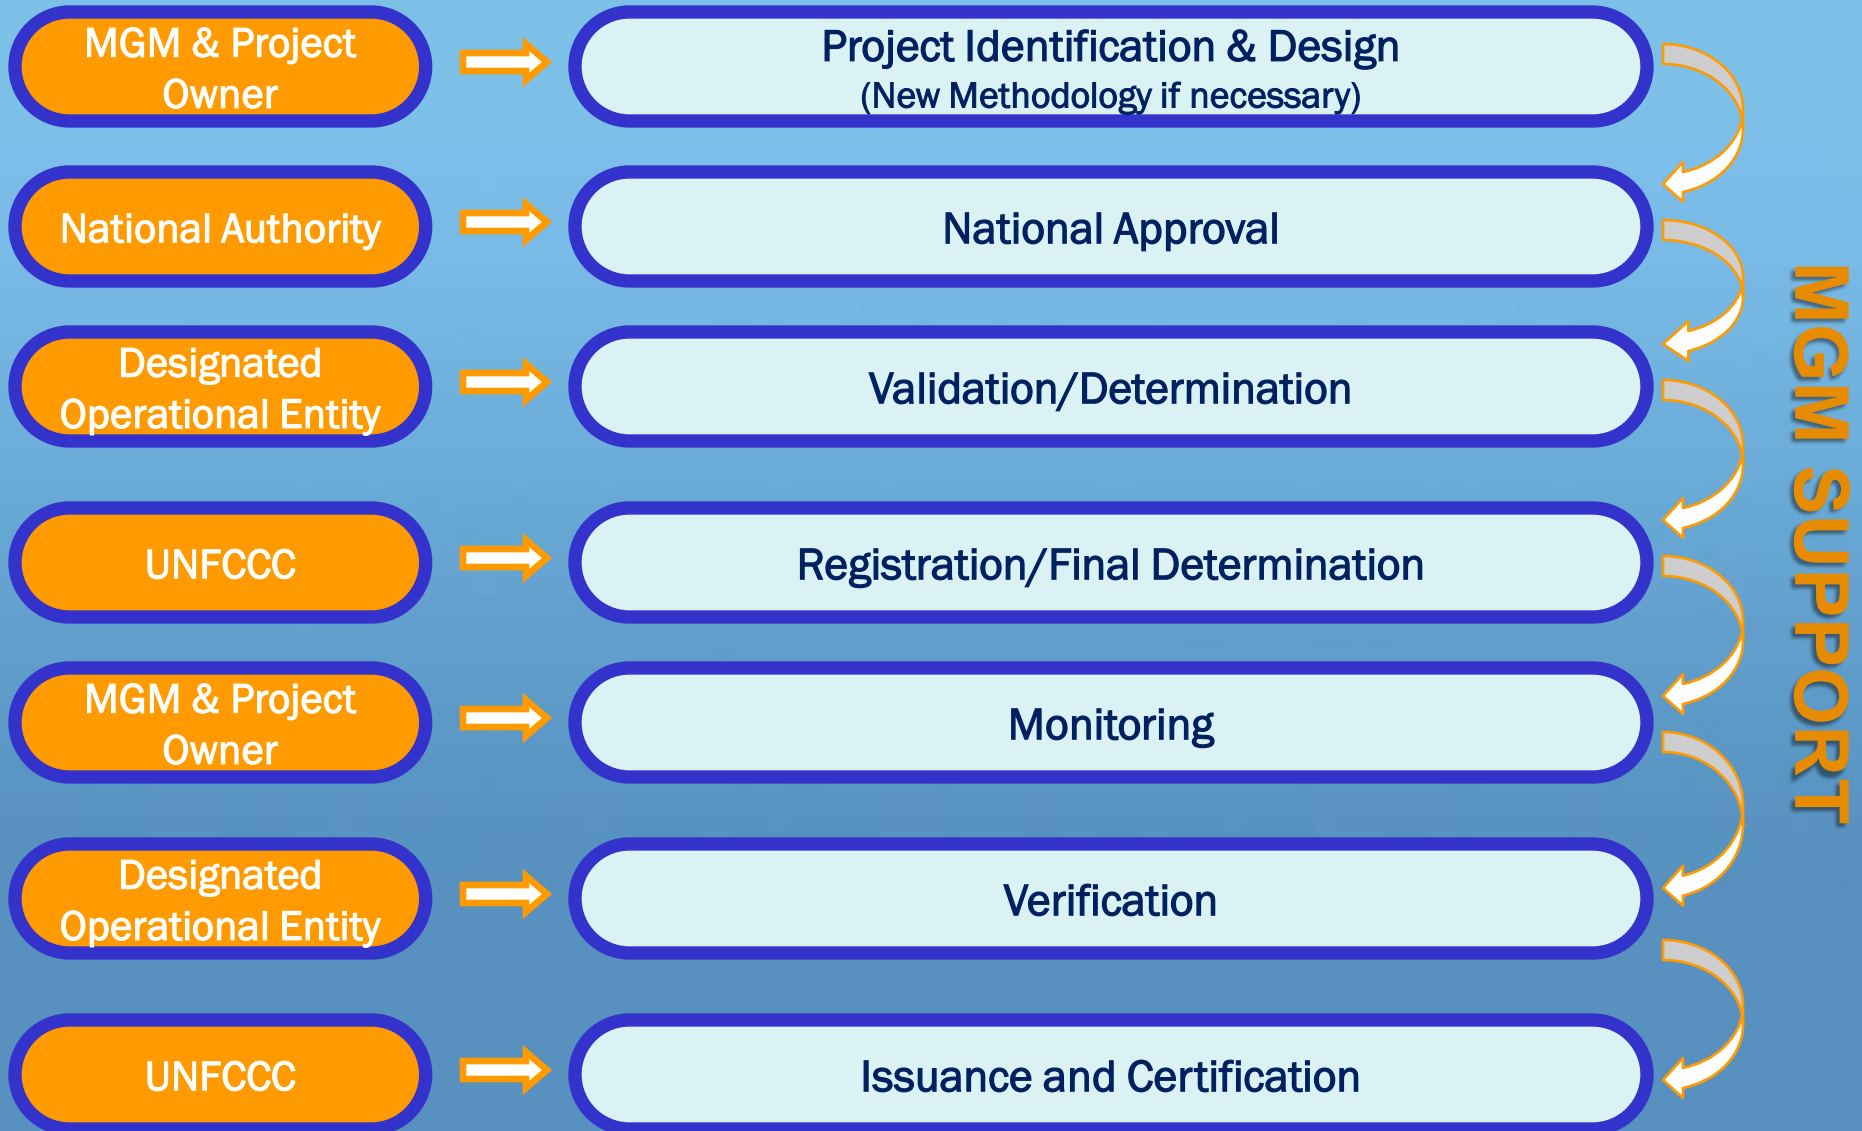 MGM & Project
Owner
Project Identification & Design
(New Methodology if necessary)
National Authority
National Approval
Designated
Operational Entity
Validation/Determination
UNFCCC
Registration/Final Determination
MGM & Project
Owner
Monitoring
Designated
Operational Entity
Verification
UNFCCC
Issuance and Certification
MGM SUPPORT